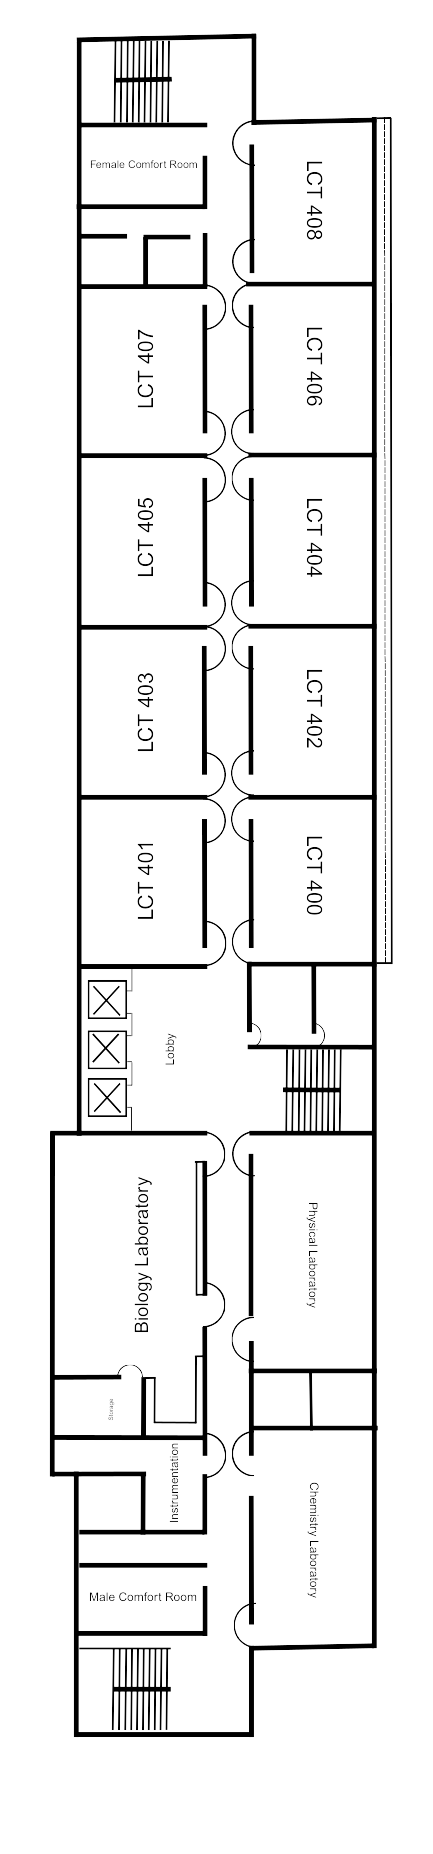 Female Comfort Room
LCT 408
LCT 407
LCT 406
LCT 405
LCT 404
LCT 403
LCT 402
LCT 401
LCT 400
Lobby
Biology Laboratory
Physical Laboratory
Storage
Instrumentation
Chemistry Laboratory
Male Comfort Room